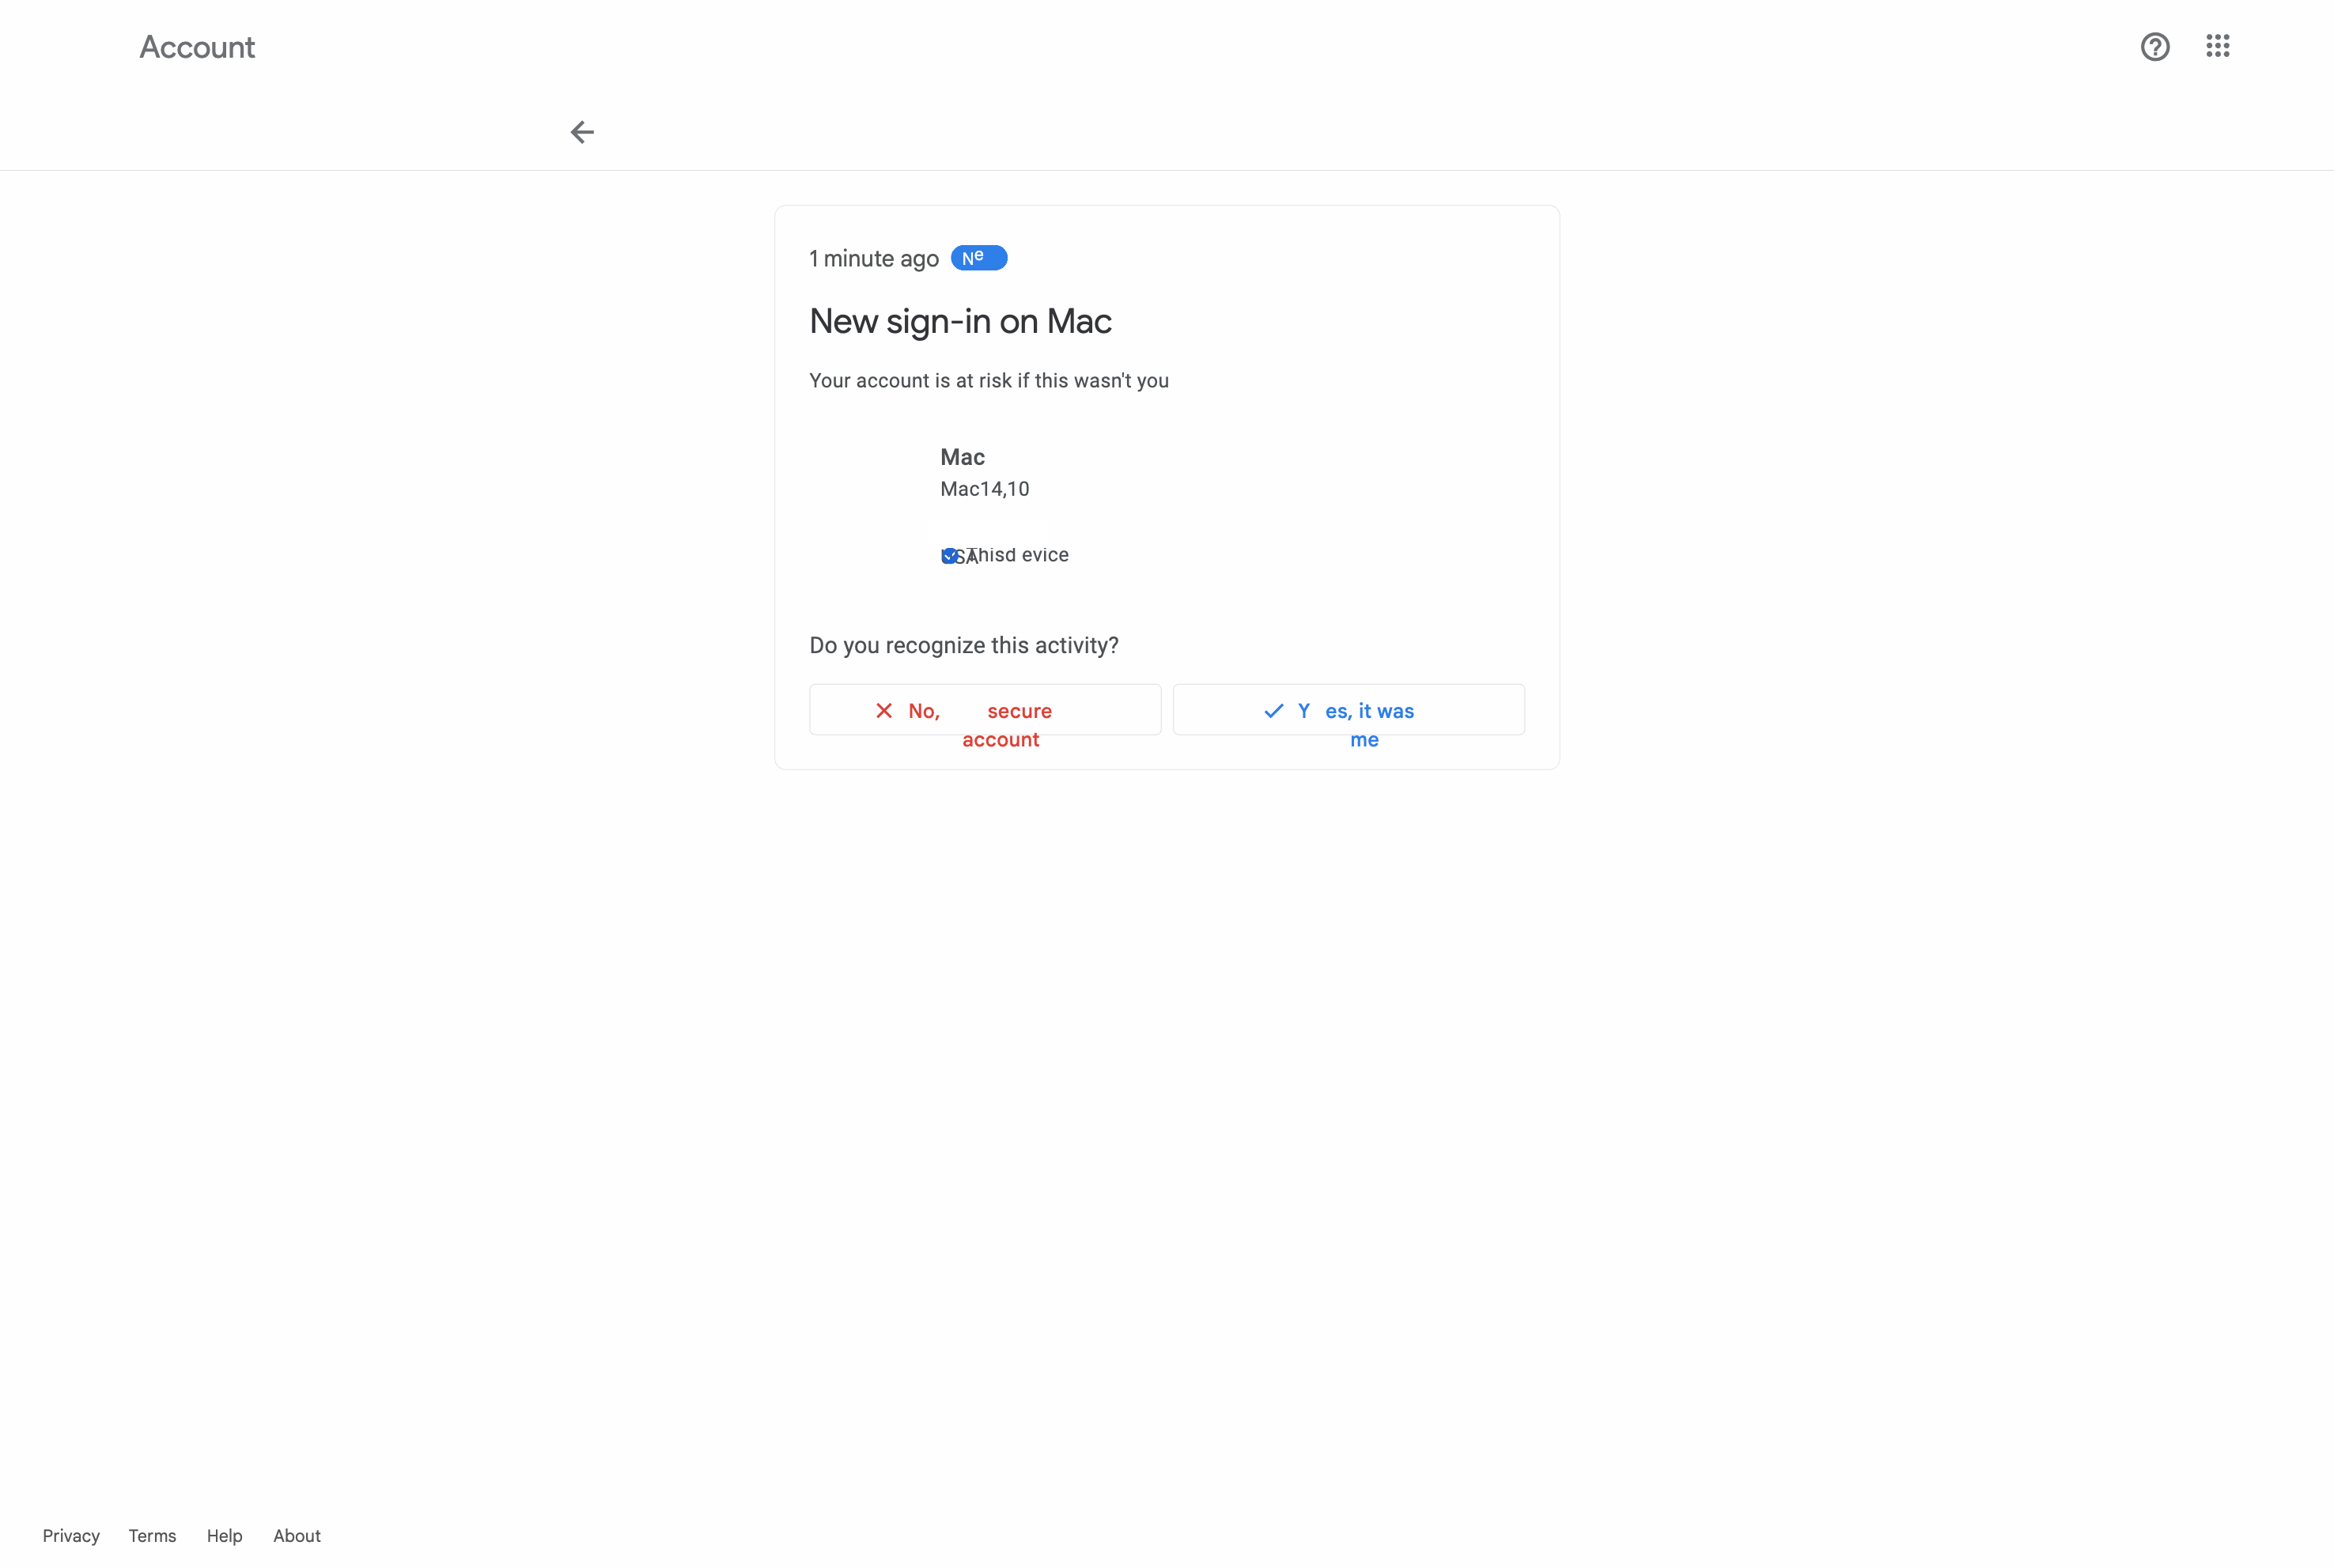 Account
1 minute ago Ne
New sign-in on Mac
Your account is at risk if this wasn't you
Mac
Mac14,10
Thisd evice
Do you recognize this activity?
No, secure
account
Y es, it was
me
Privacy Terms Help About